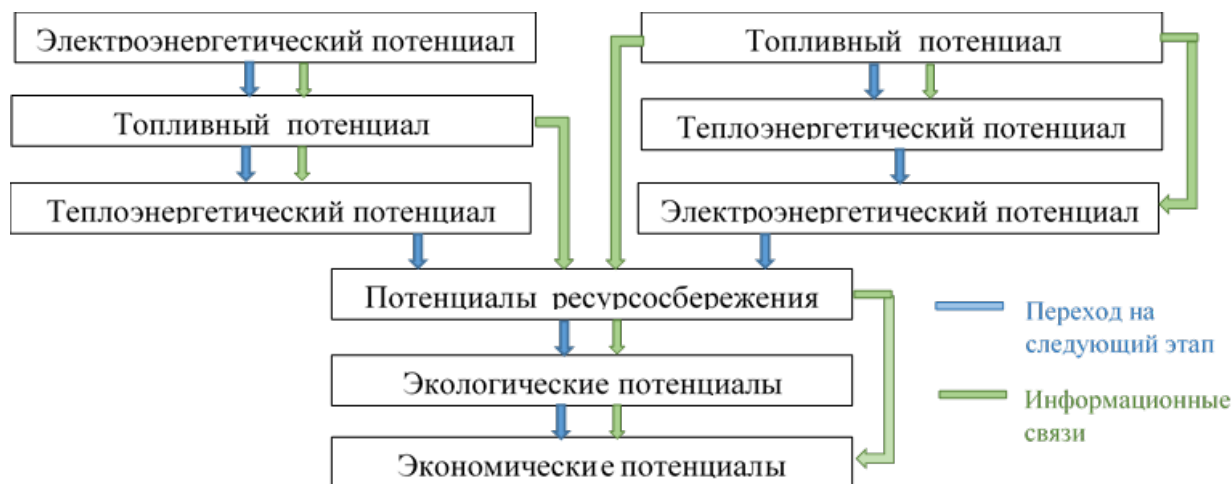 Электроэнергетический потенциал
Топливный потенциал
Теплоэнергетический потенциал
Топливный потенциал
Теплоэнергетический потенциал
Электроэнергетический потенциал
Потенциалы ресурсосбережения
Экологические потенциалы
Экономические потенциалы
Переход на
следующий этап
Информационные
связи